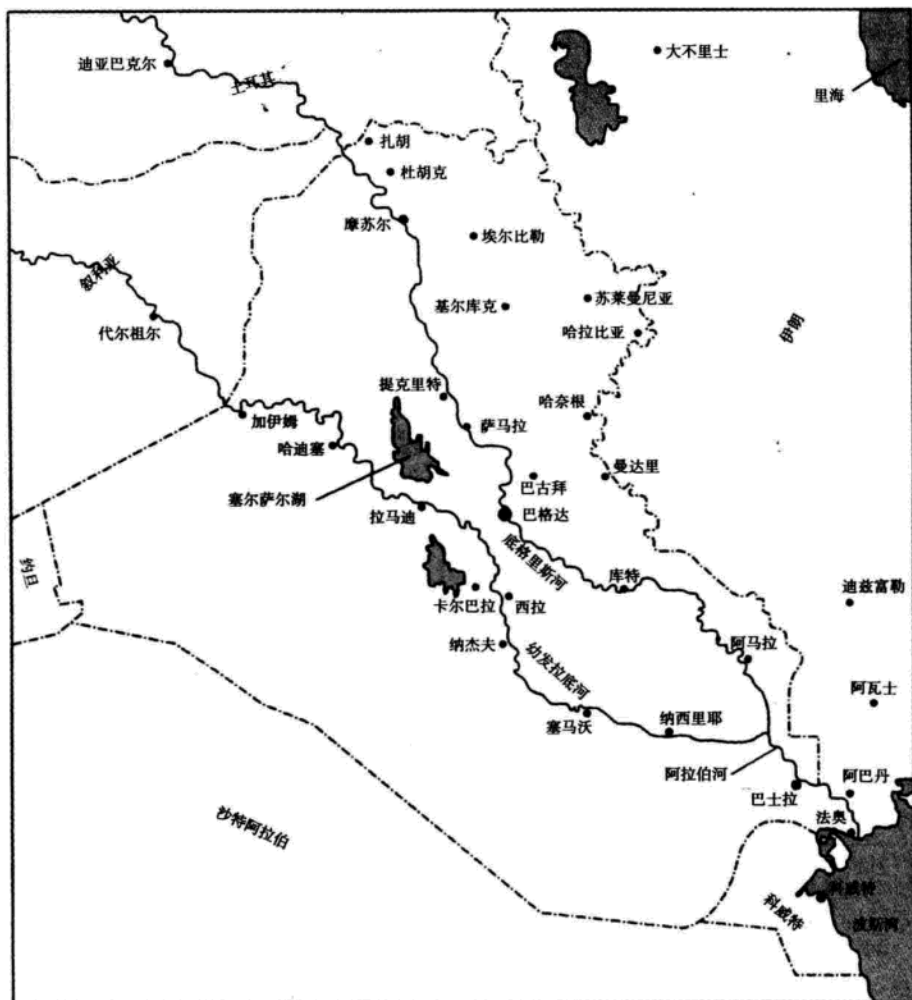 迪亚巴克尔
土耳其
大不里士
里海
扎胡
杜胡克
摩苏尔
埃尔比勒
叙利亚
代尔祖尔
基尔库克
苏莱曼尼亚
哈拉比亚
伊朗
提克里特
加伊姆
哈迪塞
萨马拉
哈奈根
塞尔萨尔湖
拉马迪
巴古拜
曼达里
巴格达
底格里斯河
约旦
卡尔巴拉
西拉
库特
迪兹富勒
纳杰夫
幼发拉底河
阿马拉
塞马沃
纳西里耶
阿瓦士
阿拉伯河
巴士拉
阿巴丹
沙特阿拉伯
法奥
科威特
科威特
波斯湾